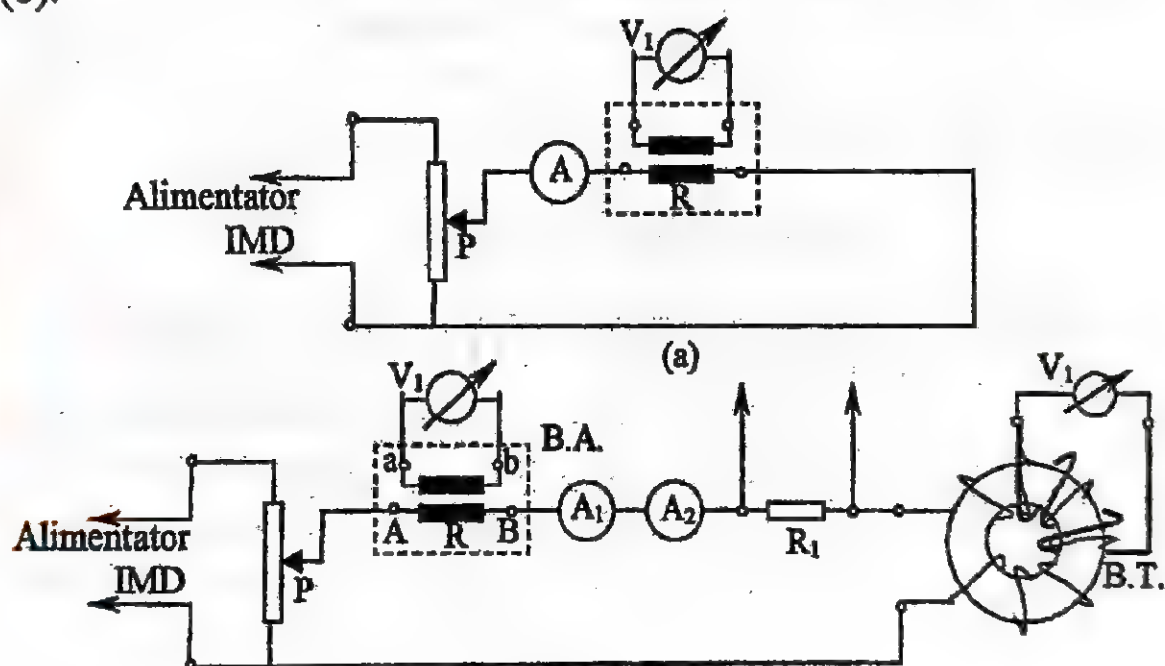 (c).
V₁
A
R
Alimentator
IMD
P
(a)
V₁
B.A.
a b
A R B
A₁ A₂
R₁
V₁
B.T.
Alimentator
IMD
P